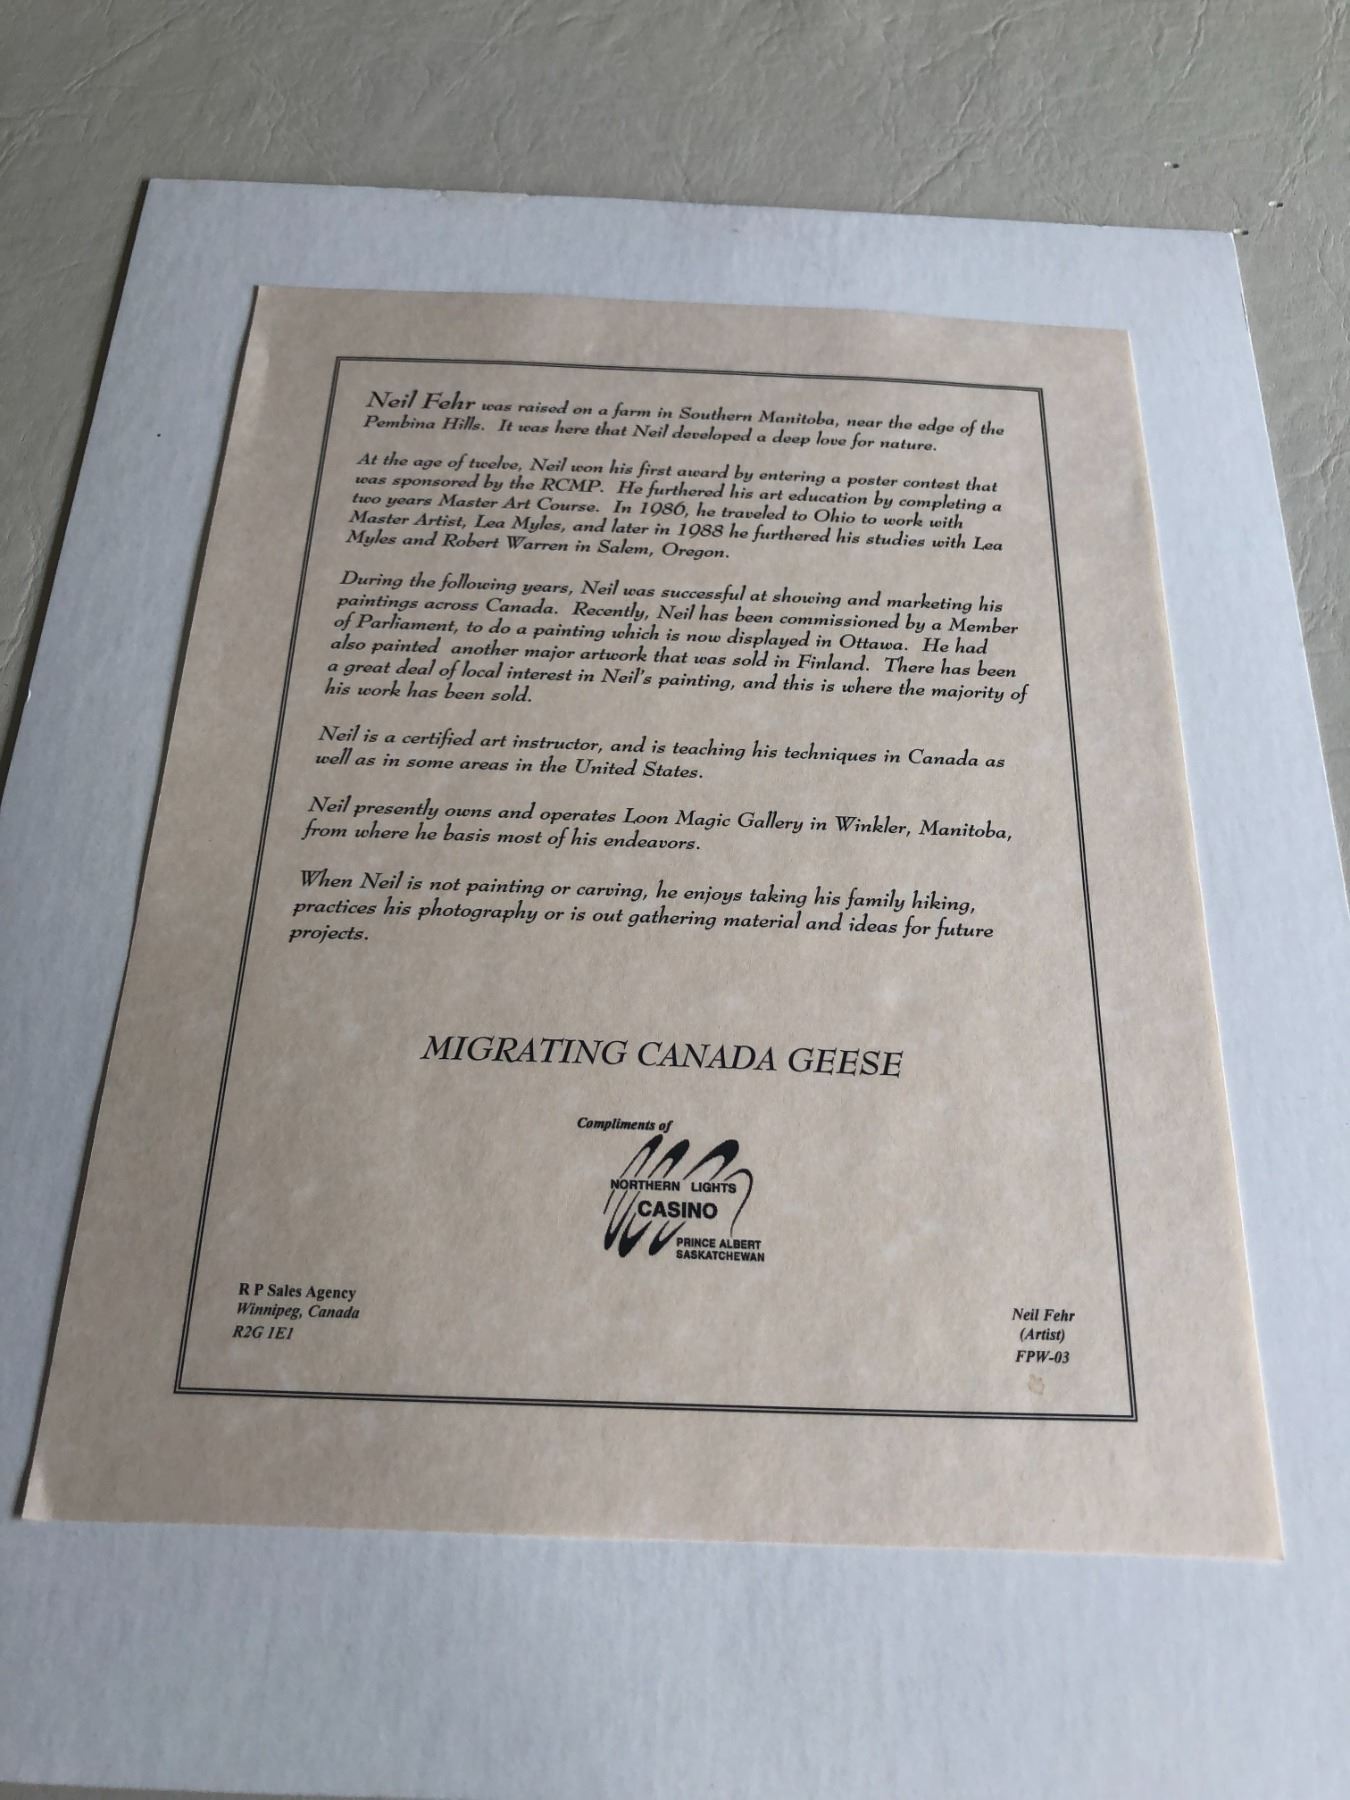 Neil Fehr was raised on a farm in Southern Manitoba, near the edge of the
Pembina Hills. It was here that Neil developed a deep love for nature.
At the age of twelve, Neil won his first award by entering a poster contest that
was sponsored by the RCMP. He furthered his art education by completing a
two years Master Art Course. In 1986, he traveled to Ohio to work with
Master Artist, Lea Myles, and later in 1988 he furthered his studies with Lea
Myles and Robert Warren in Salem, Oregon.
During the following years, Neil was successful at showing and marketing his
paintings across Canada. Recently, Neil has been commissioned by a Member
of Parliament, to do a painting which is now displayed in Ottawa. He had
also painted another major artwork that was sold in Finland. There has been
a great deal of local interest in Neil's painting, and this is where the majority of
his work has been sold.
Neil is a certified art instructor, and is teaching his techniques in Canada as
well as in some areas in the United States.
Neil presently owns and operates Loon Magic Gallery in Winkler, Manitoba,
from where he basis most of his endeavors.
When Neil is not painting or carving, he enjoys taking his family hiking,
practices his photography or is out gathering material and ideas for future
projects.
MIGRATING CANADA GEESE
Compliments of
NORTHERN LIGHTS
CASINO
PRINCE ALBERT
SASKATCHEWAN
R P Sales Agency
Winnipeg, Canada
R2G 1E1
Neil Fehr
(Artist)
FPW-03